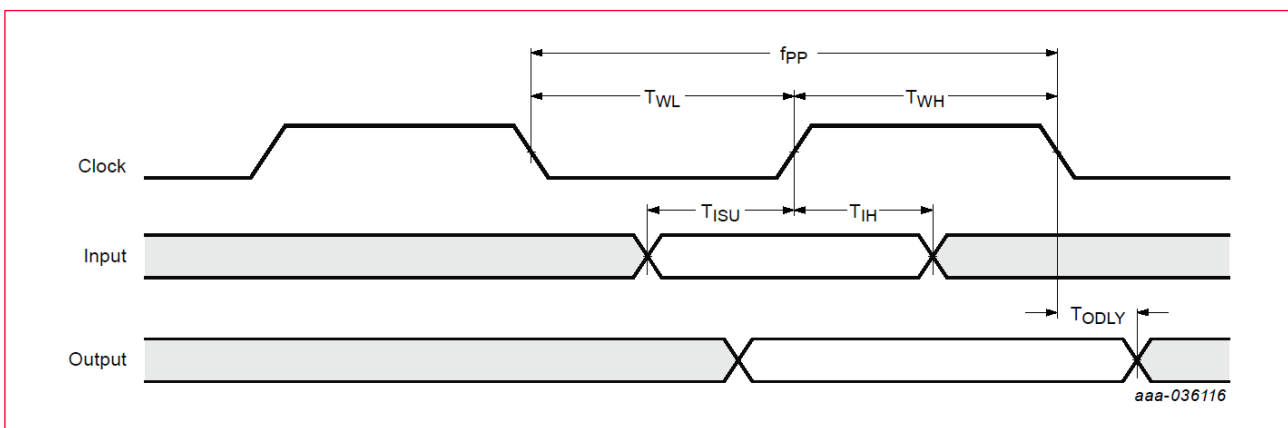 fPP
TWL TWH
Clock
TISU TIH
Input
TODLY
Output
aaa-036116